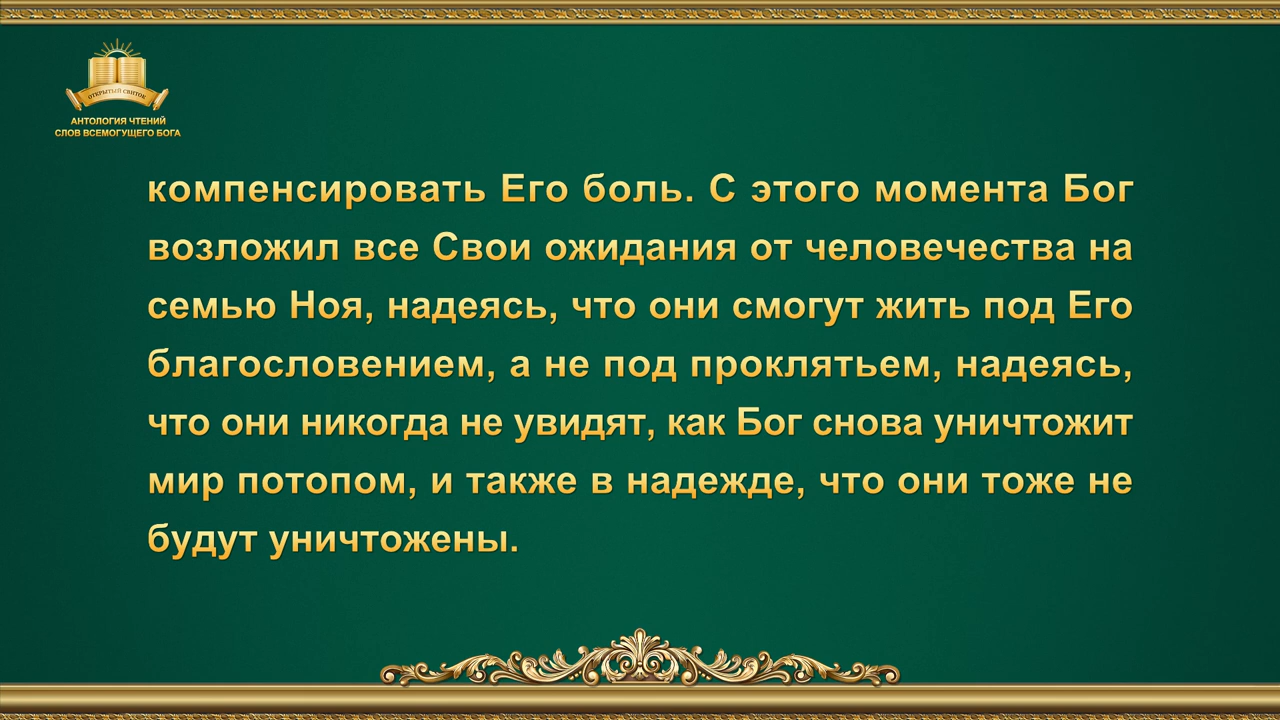 ОТКРЫТЫЙ СВИТОК
АНТОЛОГИЯ ЧТЕНИЙ
СЛОВ ВСЕМОГУЩЕГО БОГА
компенсировать Его боль. С этого момента Бог
возложил все Свои ожидания от человечества на
семью Ноя, надеясь, что они смогут жить под Его
благословением, а не под проклятьем, надеясь,
что они никогда не увидят, как Бог снова уничтожит
мир потопом, и также в надежде, что они тоже не
будут уничтожены.